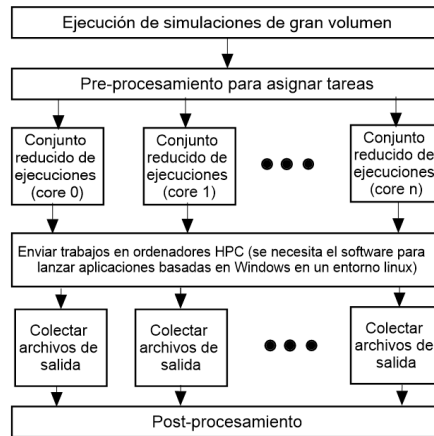 Ejecución de simulaciones de gran volumen
Pre-procesamiento para asignar tareas
Conjunto
reducido de
ejecuciones
(core 0)
Conjunto
reducido de
ejecuciones
(core 1)
Conjunto
reducido de
ejecuciones
(core n)
Enviar trabajos en ordenadores HPC (se necesita el software para
lanzar aplicaciones basadas en Windows en un entorno linux)
Colectar
archivos de
salida
Colectar
archivos de
salida
Colectar
archivos de
salida
Post-procesamiento